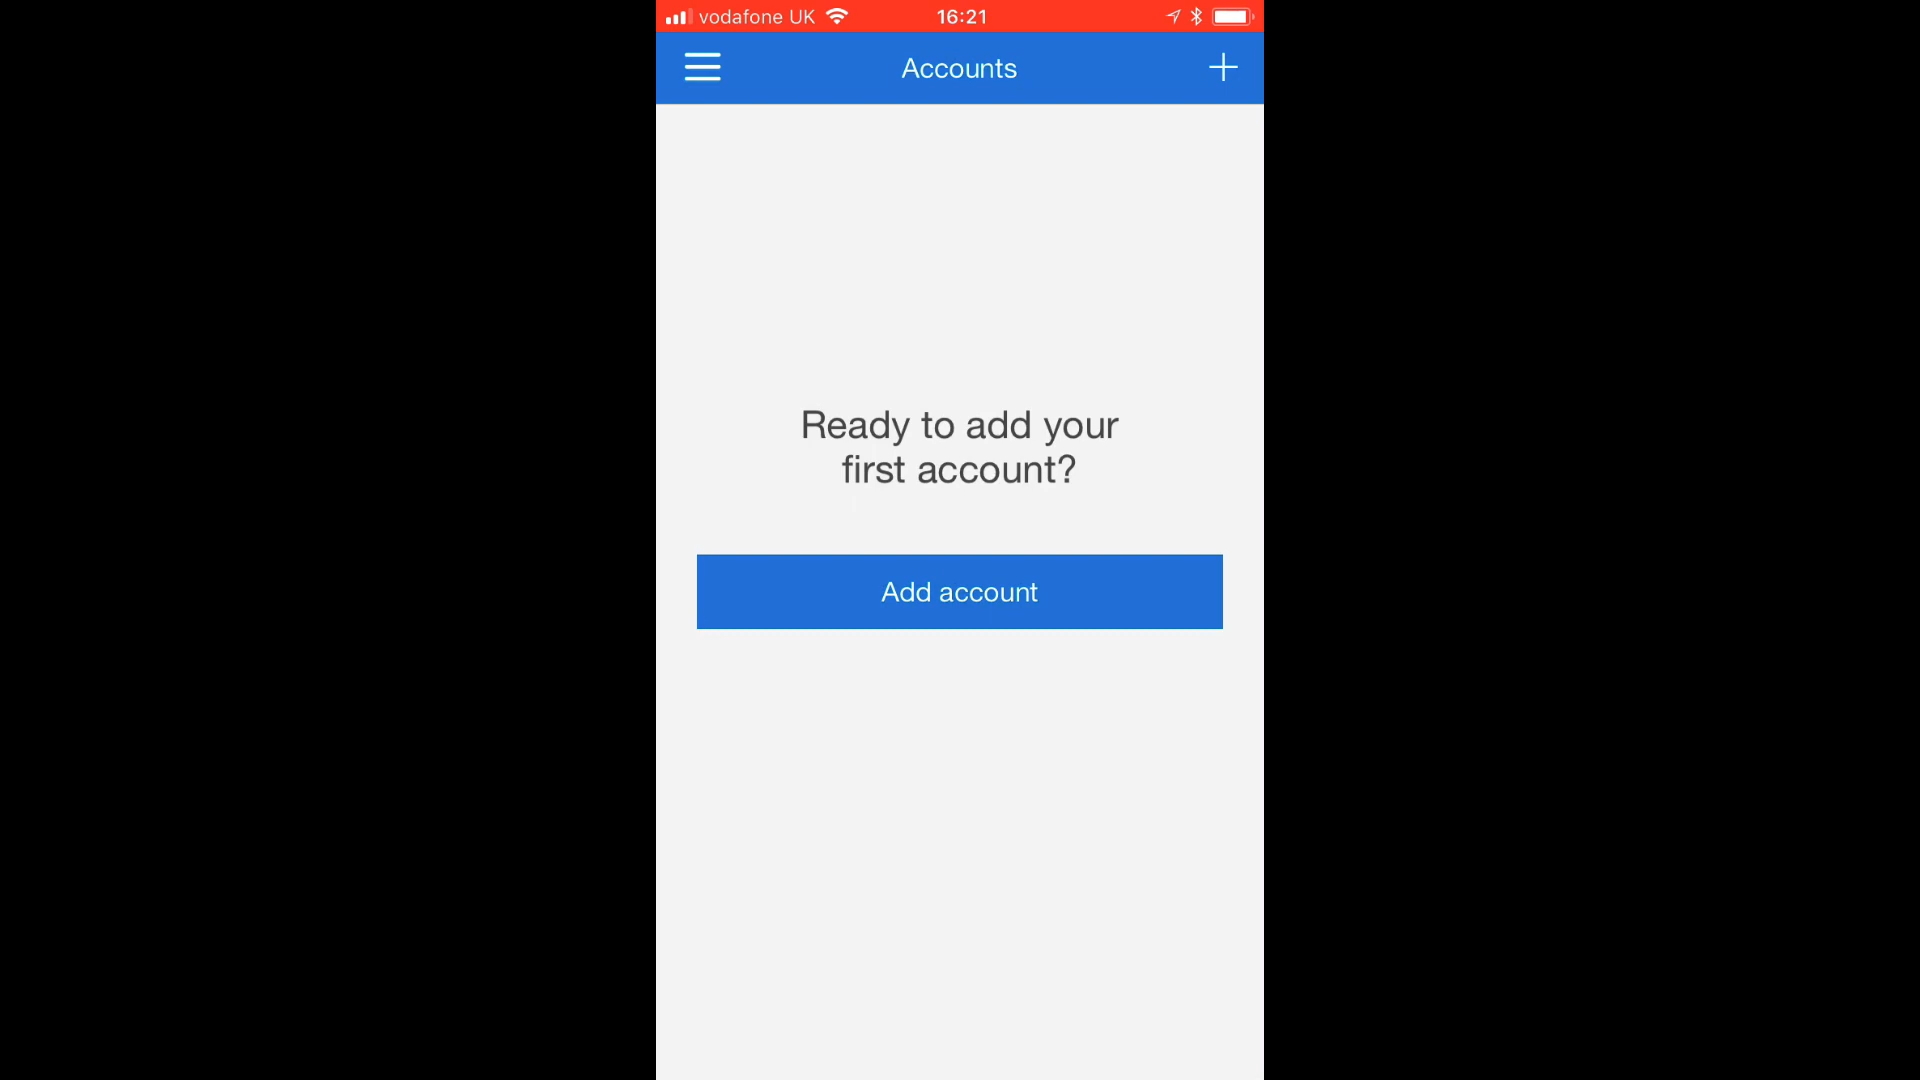 vodafone UK 16:21
Accounts
Ready to add your
first account?
Add account